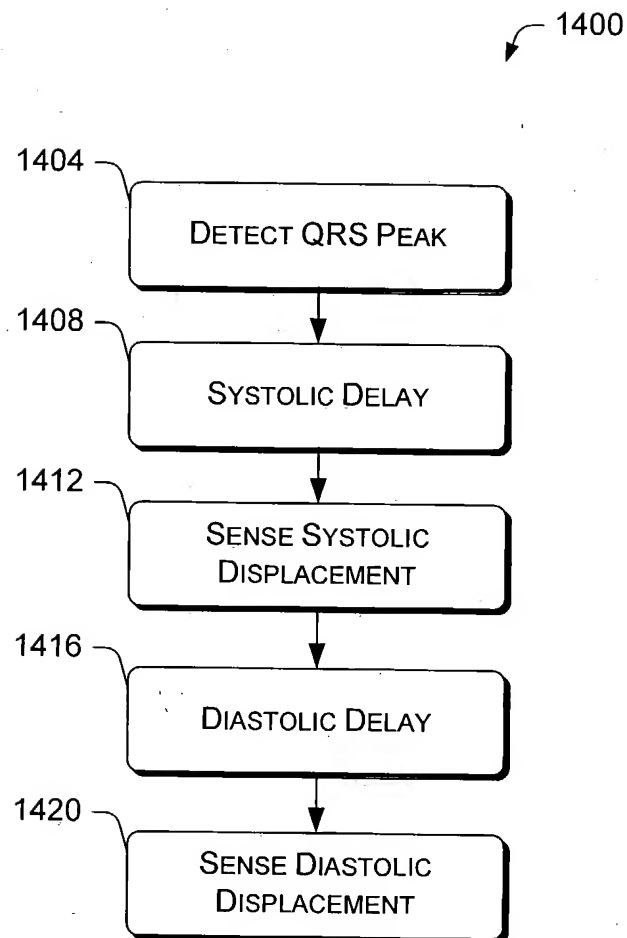 1400
1404
DETECT QRS PEAK
1408
SYSTOLIC DELAY
1412
SENSE SYSTOLIC
DISPLACEMENT
1416
DIASTOLIC DELAY
1420
SENSE DIASTOLIC
DISPLACEMENT